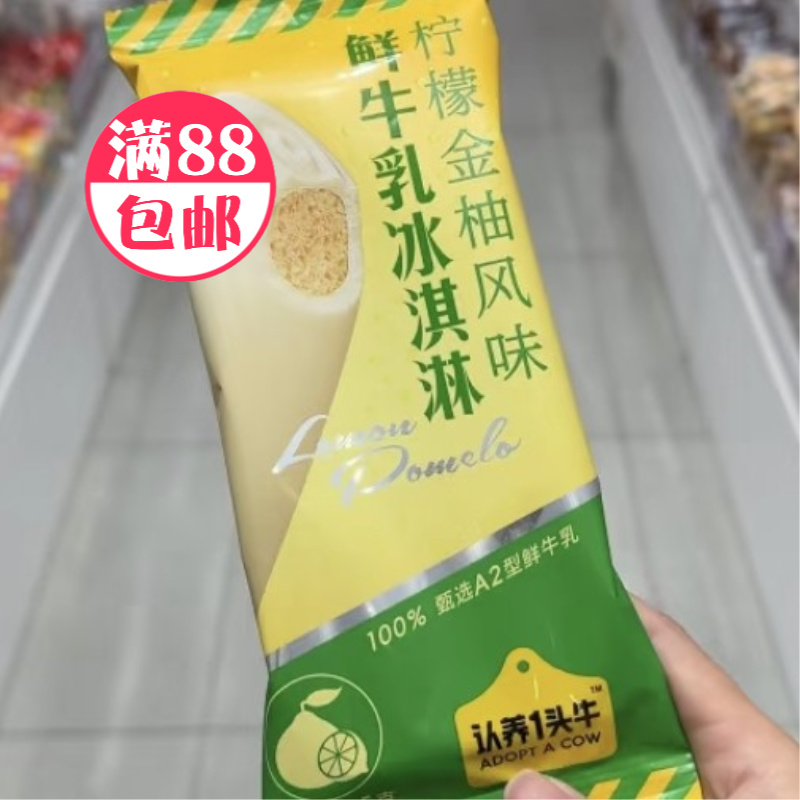 柠檬金柚风味
鲜牛乳冰淇淋
满88
包邮
Lemon
Pomelo
100% 甄选A2型鲜牛乳
认养1头牛
TM
ADOPT A COW